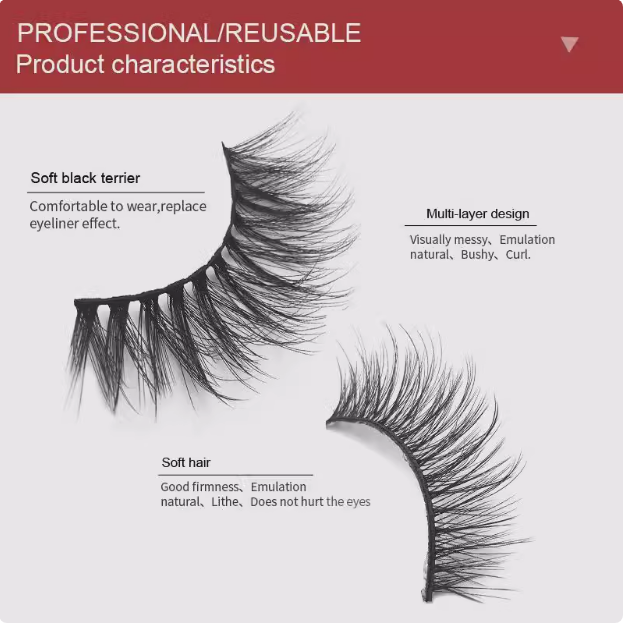 PROFESSIONAL/REUSABLE
Product characteristics
Soft black terrier
Comfortable to wear,replace
eyeliner effect.
Multi-layer design
Visually messy、Emulation
natural、Bushy、Curl.
Soft hair
Good firmness、Emulation
natural、Lithe、Does not hurt the eyes